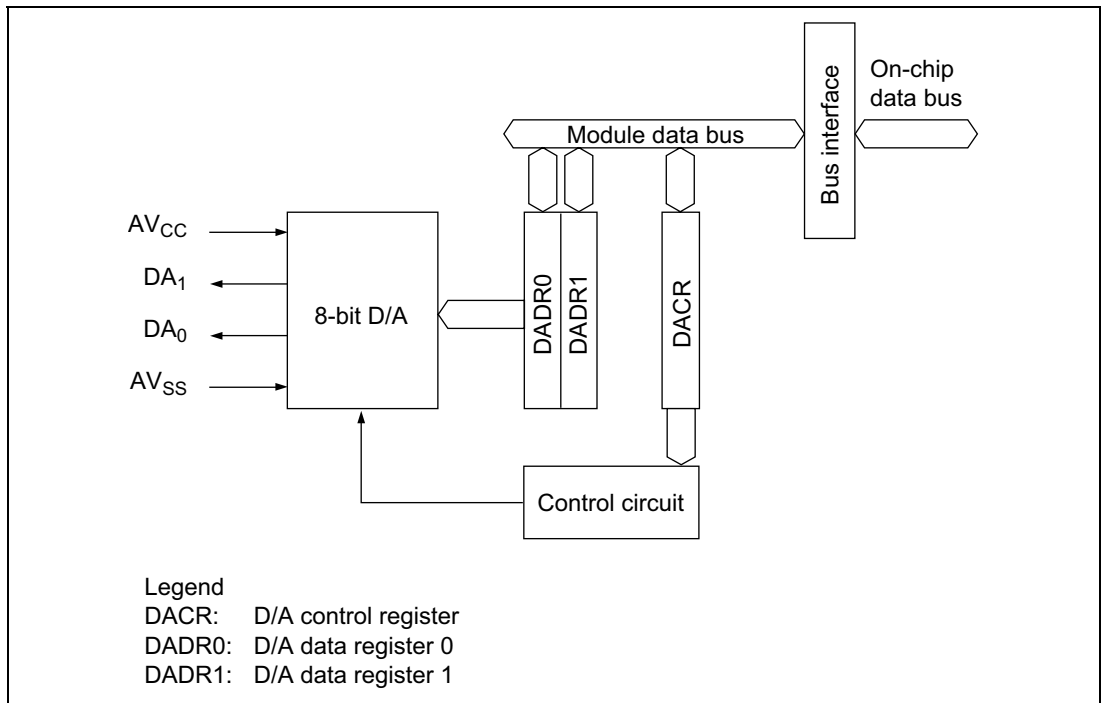 On-chip
data bus
Bus interface
Module data bus
AVCC
DA1
DA0
AVSS
8-bit D/A
DADR0
DADR1
DACR
Control circuit
Legend
DACR: D/A control register
DADR0: D/A data register 0
DADR1: D/A data register 1